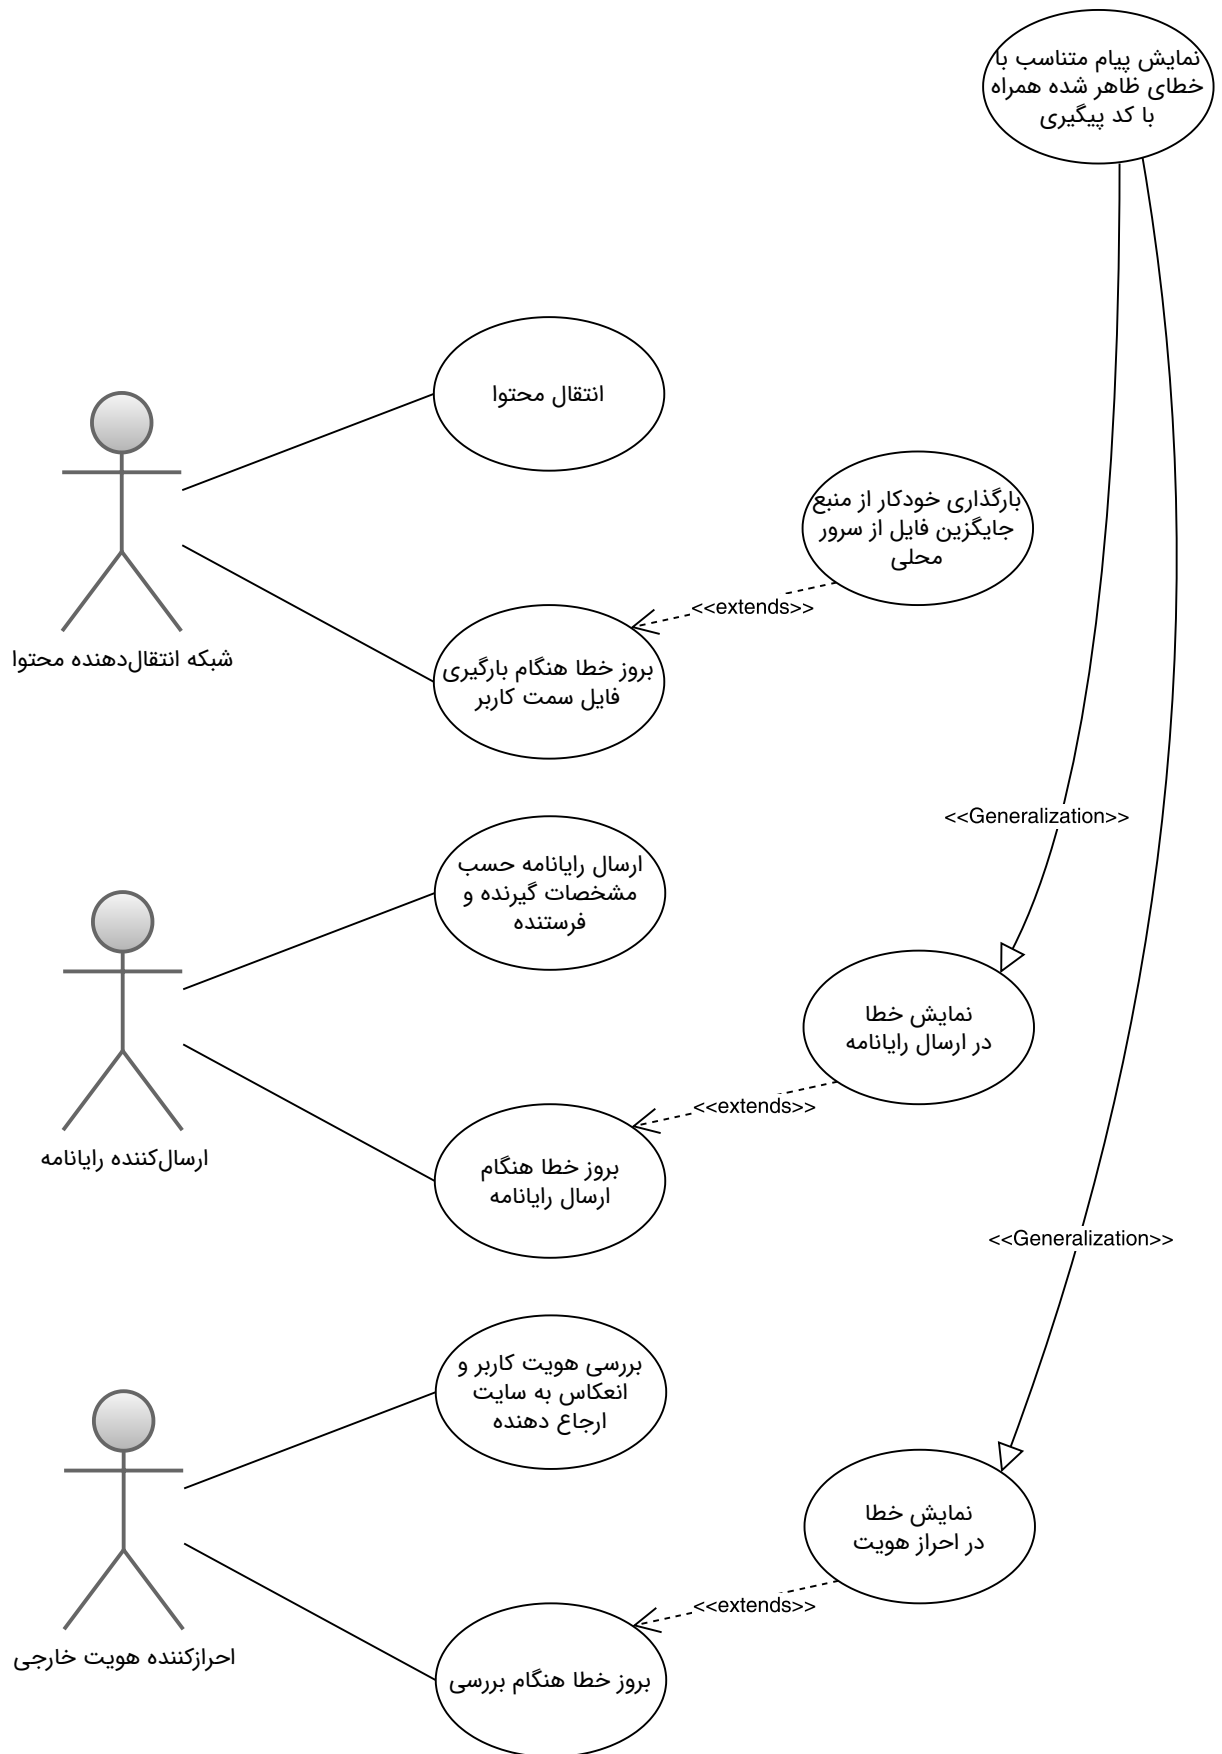 نمایش پیام متناسب با
خطای ظاهر شده همراه
با کد پیگیری
انتقال محتوا
بارگذاری خودکار از منبع
جایگزین فایل از سرور
محلی
<<extends>>
بروز خطا هنگام بارگیری
فایل سمت کاربر
شبکه انتقال‌دهنده محتوا
<<Generalization>>
ارسال رایانامه حسب
مشخصات گیرنده و
فرستنده
نمایش خطا
در ارسال رایانامه
<<extends>>
بروز خطا هنگام
ارسال رایانامه
ارسال‌کننده رایانامه
<<Generalization>>
بررسی هویت کاربر و
انعکاس به سایت
ارجاع دهنده
نمایش خطا
در احراز هویت
<<extends>>
بروز خطا هنگام بررسی
احرازکننده هویت خارجی